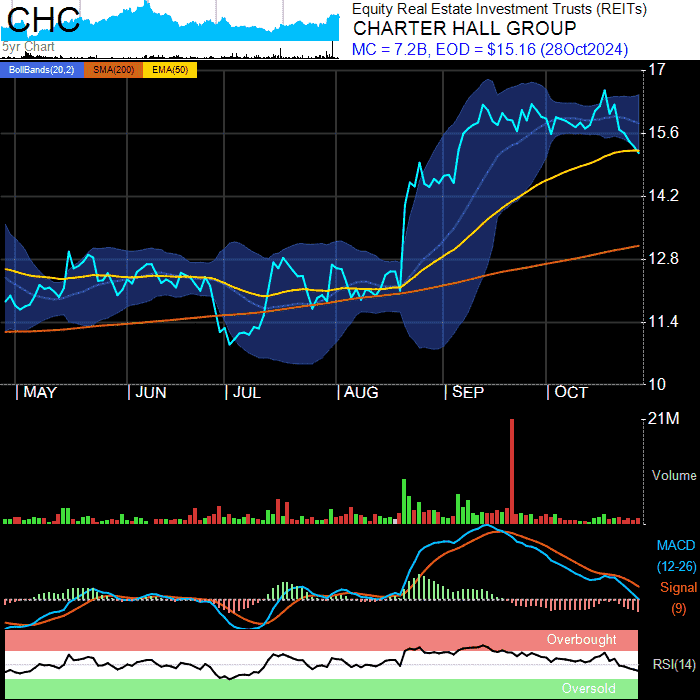 CHC
5yr Chart
Equity Real Estate Investment Trusts (REITs)
CHARTER HALL GROUP
MC = 7.2B, EOD = $15.16 (28Oct2024)
BollBands(20,2) SMA(200) EMA(50)
17
15.6
14.2
12.8
11.4
10
MAY JUN JUL AUG SEP OCT
21M
Volume
MACD
(12-26)
Signal
(9)
Overbought
RSI(14)
Oversold